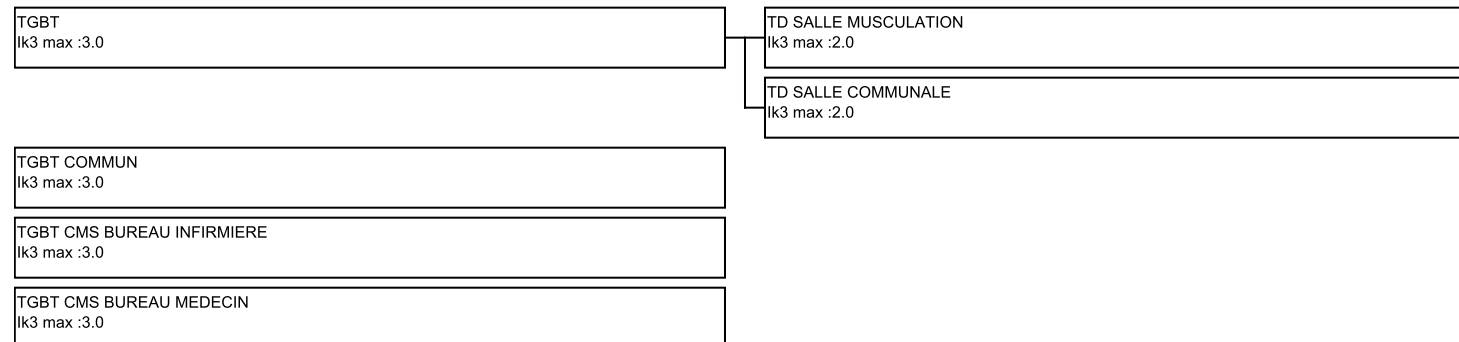 TGBT
Ik3 max :3.0
TD SALLE MUSCULATION
Ik3 max :2.0
TD SALLE COMMUNALE
Ik3 max :2.0
TGBT COMMUN
Ik3 max :3.0
TGBT CMS BUREAU INFIRMIERE
Ik3 max :3.0
TGBT CMS BUREAU MEDECIN
Ik3 max :3.0